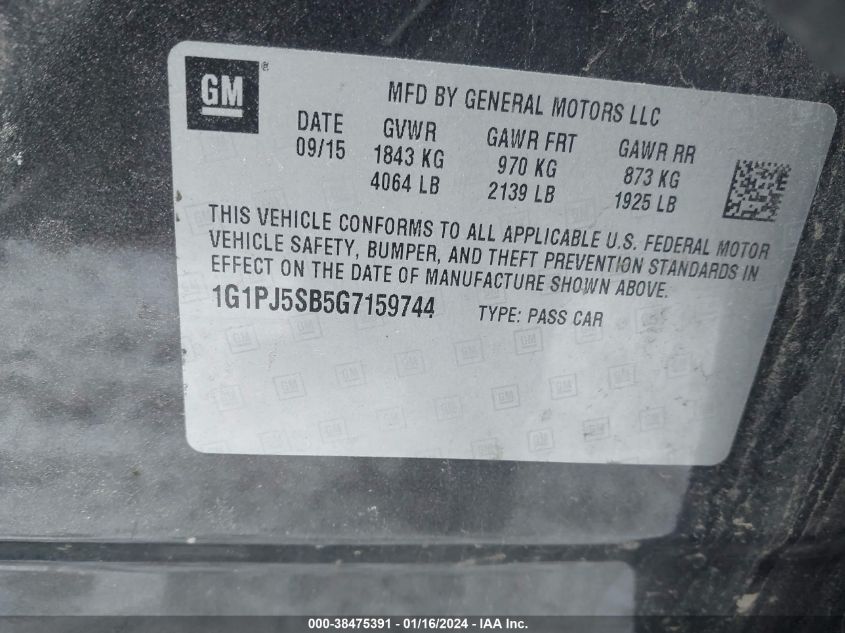 GM®
MFD BY GENERAL MOTORS LLC
DATE GVWR GAWR FRT GAWR RR
09/15 1843 KG 970 KG 873 KG
4064 LB 2139 LB 1925 LB
THIS VEHICLE CONFORMS TO ALL APPLICABLE U.S. FEDERAL MOTOR
VEHICLE SAFETY, BUMPER, AND THEFT PREVENTION STANDARDS IN
EFFECT ON THE DATE OF MANUFACTURE SHOWN ABOVE.
1G1PJ5SB5G7159744 TYPE: PASS CAR
000-38475391 - 01/16/2024 - IAA Inc.